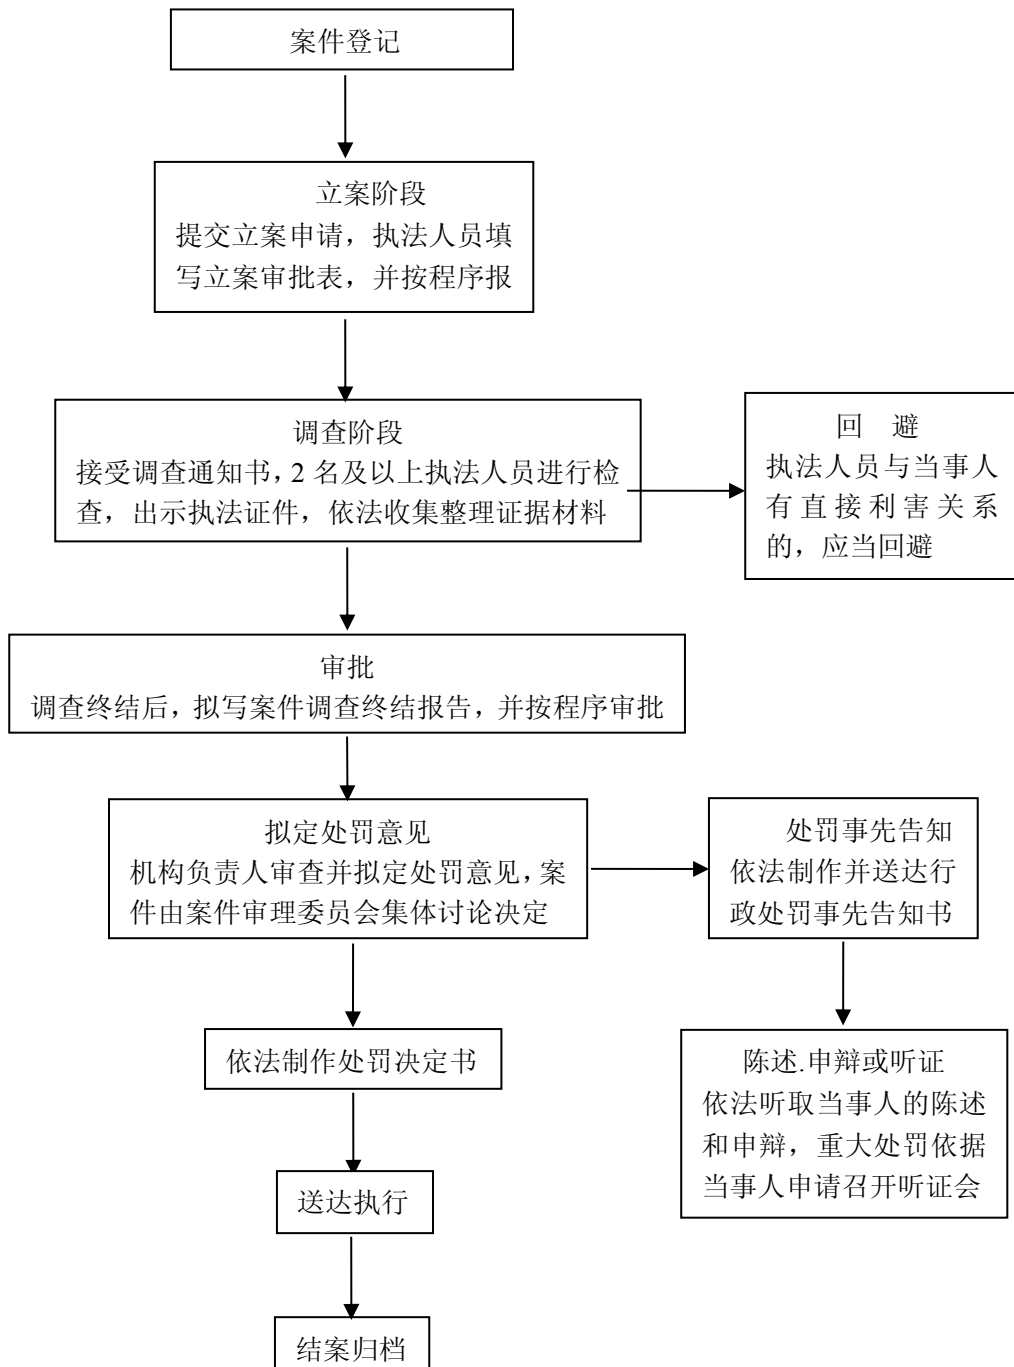 案件登记
立案阶段
提交立案申请，执法人员填
写立案审批表，并按程序报
调查阶段
接受调查通知书，2 名及以上执法人员进行检
查，出示执法证件，依法收集整理证据材料
回 避
执法人员与当事人
有直接利害关系
的，应当回避
审批
调查终结后，拟写案件调查终结报告，并按程序审批
拟定处罚意见
机构负责人审查并拟定处罚意见，案
件由案件审理委员会集体讨论决定
处罚事先告知
依法制作并送达行
政处罚事先告知书
依法制作处罚决定书
陈述.申辩或听证
依法听取当事人的陈述
和申辩，重大处罚依据
当事人申请召开听证会
送达执行
结案归档